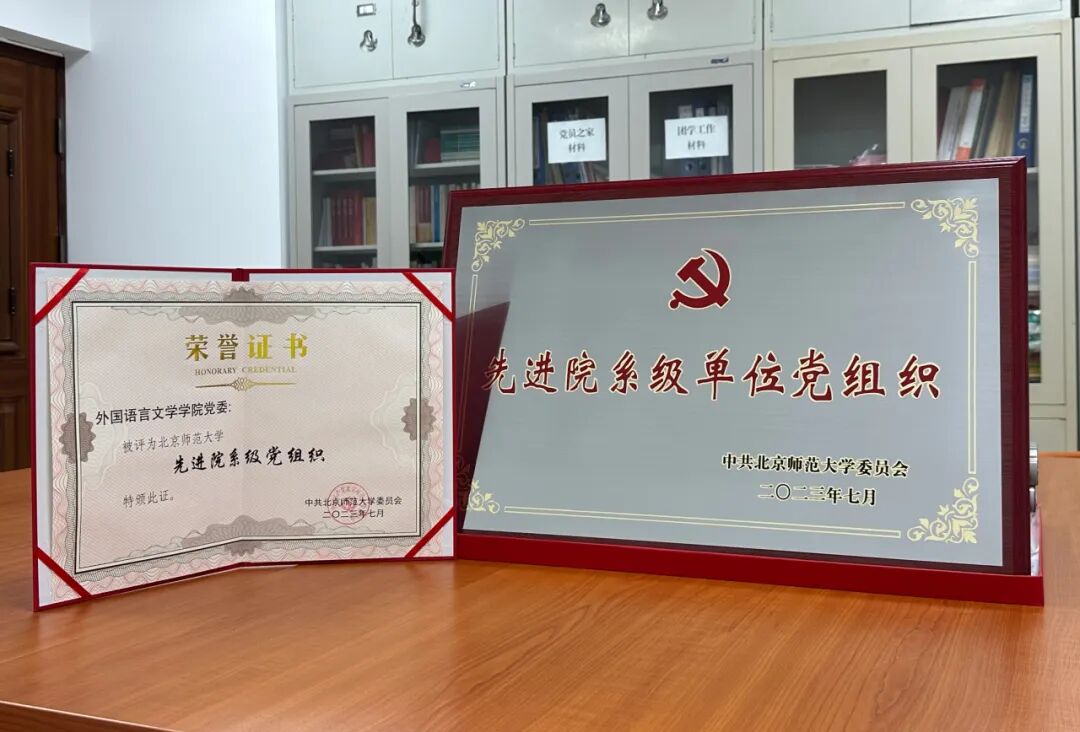 党员之家
材料
团学工作
材料
荣誉证书
HONORARY CREDENTIAL
外国语言文学学院党委:
被评为北京师范大学
先进院系级党组织
特颁此证。
中共北京师范大学委员会
二〇二三年七月
先进院系级单位党组织
中共北京师范大学委员会
二〇二三年七月